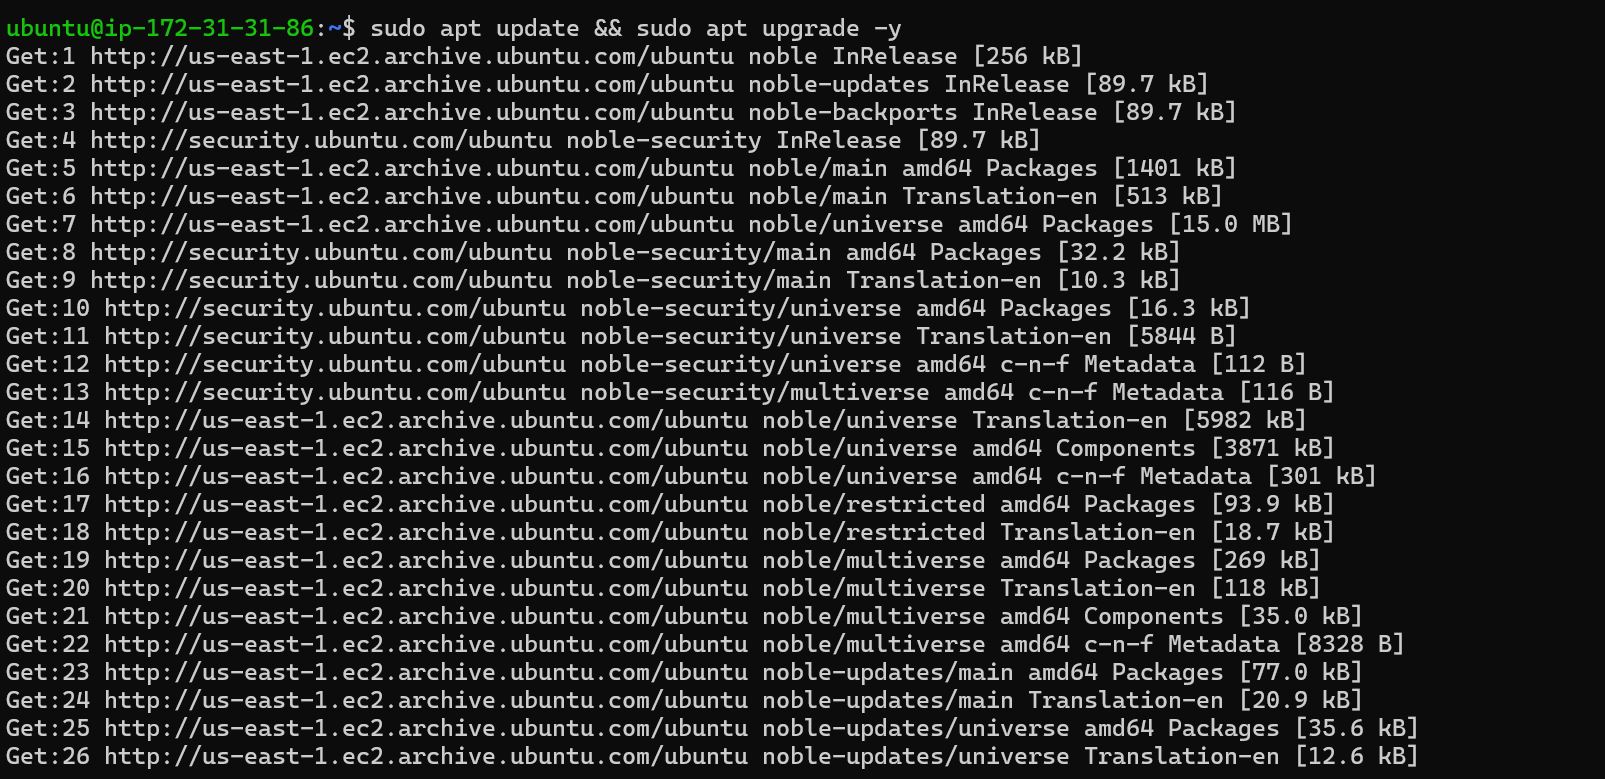 ubuntu@ip-172-31-31-86:~$ sudo apt update && sudo apt upgrade -y
Get:1 http://us-east-1.ec2.archive.ubuntu.com/ubuntu noble InRelease [256 kB]
Get:2 http://us-east-1.ec2.archive.ubuntu.com/ubuntu noble-updates InRelease [89.7 kB]
Get:3 http://us-east-1.ec2.archive.ubuntu.com/ubuntu noble-backports InRelease [89.7 kB]
Get:4 http://security.ubuntu.com/ubuntu noble-security InRelease [89.7 kB]
Get:5 http://us-east-1.ec2.archive.ubuntu.com/ubuntu noble/main amd64 Packages [1401 kB]
Get:6 http://us-east-1.ec2.archive.ubuntu.com/ubuntu noble/main Translation-en [513 kB]
Get:7 http://us-east-1.ec2.archive.ubuntu.com/ubuntu noble/universe amd64 Packages [15.0 MB]
Get:8 http://security.ubuntu.com/ubuntu noble-security/main amd64 Packages [32.2 kB]
Get:9 http://security.ubuntu.com/ubuntu noble-security/main Translation-en [10.3 kB]
Get:10 http://security.ubuntu.com/ubuntu noble-security/universe amd64 Packages [16.3 kB]
Get:11 http://security.ubuntu.com/ubuntu noble-security/universe Translation-en [5844 B]
Get:12 http://security.ubuntu.com/ubuntu noble-security/universe amd64 c-n-f Metadata [112 B]
Get:13 http://security.ubuntu.com/ubuntu noble-security/multiverse amd64 c-n-f Metadata [116 B]
Get:14 http://us-east-1.ec2.archive.ubuntu.com/ubuntu noble/universe Translation-en [5982 kB]
Get:15 http://us-east-1.ec2.archive.ubuntu.com/ubuntu noble/universe amd64 Components [3871 kB]
Get:16 http://us-east-1.ec2.archive.ubuntu.com/ubuntu noble/universe amd64 c-n-f Metadata [301 kB]
Get:17 http://us-east-1.ec2.archive.ubuntu.com/ubuntu noble/restricted amd64 Packages [93.9 kB]
Get:18 http://us-east-1.ec2.archive.ubuntu.com/ubuntu noble/restricted Translation-en [18.7 kB]
Get:19 http://us-east-1.ec2.archive.ubuntu.com/ubuntu noble/multiverse amd64 Packages [269 kB]
Get:20 http://us-east-1.ec2.archive.ubuntu.com/ubuntu noble/multiverse Translation-en [118 kB]
Get:21 http://us-east-1.ec2.archive.ubuntu.com/ubuntu noble/multiverse amd64 Components [35.0 kB]
Get:22 http://us-east-1.ec2.archive.ubuntu.com/ubuntu noble/multiverse amd64 c-n-f Metadata [8328 B]
Get:23 http://us-east-1.ec2.archive.ubuntu.com/ubuntu noble-updates/main amd64 Packages [77.0 kB]
Get:24 http://us-east-1.ec2.archive.ubuntu.com/ubuntu noble-updates/main Translation-en [20.9 kB]
Get:25 http://us-east-1.ec2.archive.ubuntu.com/ubuntu noble-updates/universe amd64 Packages [35.6 kB]
Get:26 http://us-east-1.ec2.archive.ubuntu.com/ubuntu noble-updates/universe Translation-en [12.6 kB]